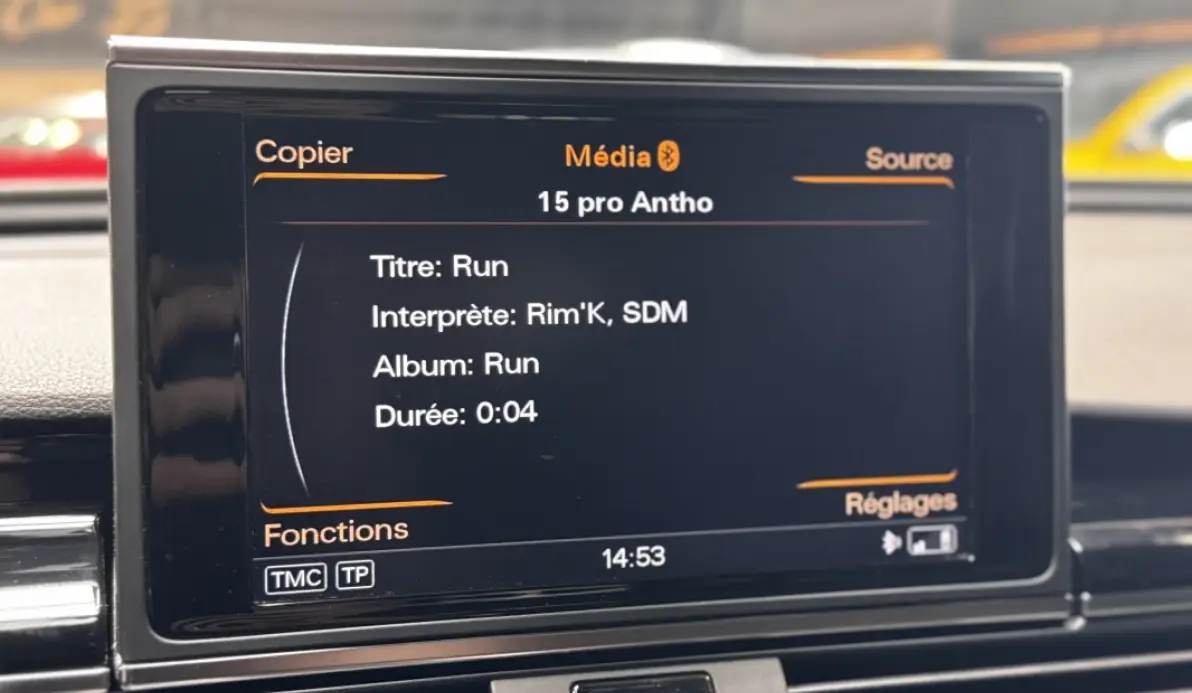 Copier
Média
Source
15 pro Antho
Titre: Run
Interprète: Rim'K, SDM
Album: Run
Durée: 0:04
Fonctions
Réglages
TMC TP
14:53